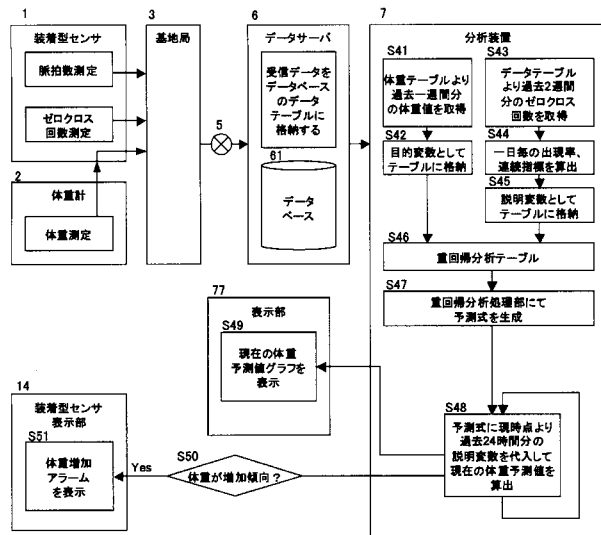 1
装着型センサ
脈拍数測定
ゼロクロス
回数測定
2
体重計
体重測定
3
基地局
5
6
データサーバ
受信データを
データベース
のデータ
テーブルに
格納する
61
データ
ベース
7
分析装置
S41
体重テーブルより
過去一週間分
の体重値を取得
S42
目的変数として
テーブルに格納
S43
データテーブル
より過去2週間
分のゼロクロス
回数を取得
S44
一日毎の出現率、
連続指標を算出
S45
説明変数として
テーブルに格納
S46
重回帰分析テーブル
S47
重回帰分析処理部にて
予測式を生成
S48
予測式に現時点より
過去24時間分の
説明変数を代入して
現在の体重予測値を
算出
77
表示部
S49
現在の体重
予測値グラフを
表示
S50
体重が増加傾向？
Yes
14
装着型センサ
表示部
S51
体重増加
アラーム
を表示